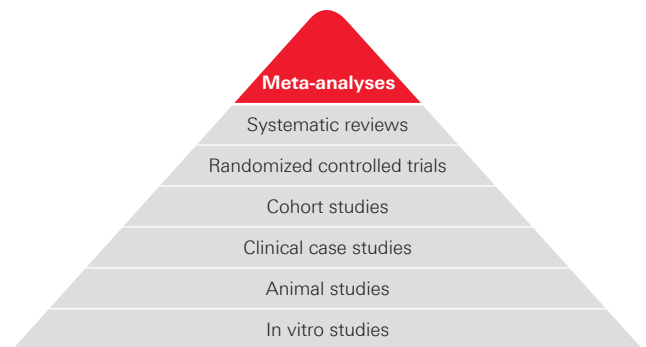 Meta-analyses
Systematic reviews
Randomized controlled trials
Cohort studies
Clinical case studies
Animal studies
In vitro studies